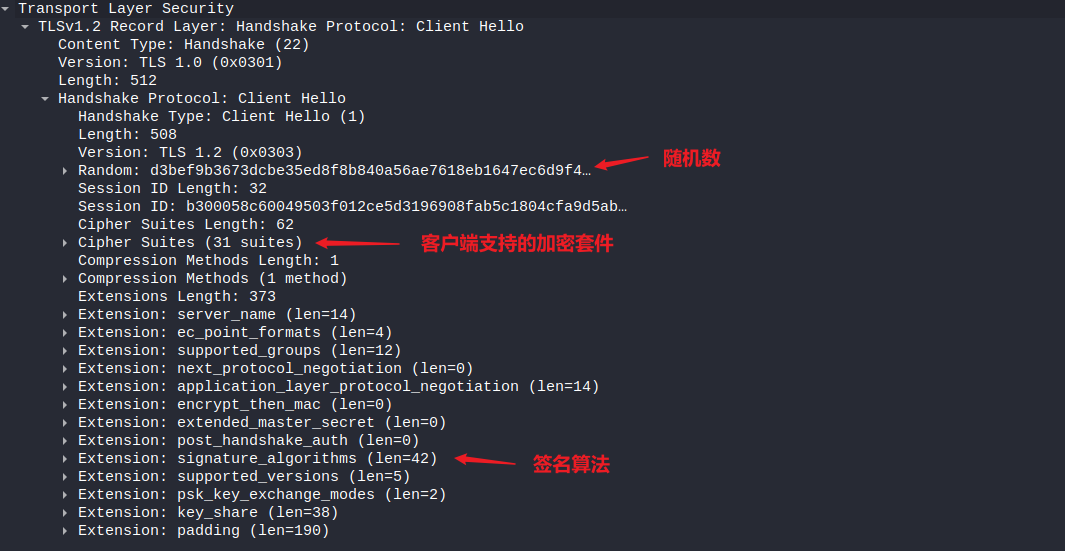 Transport Layer Security
TLSv1.2 Record Layer: Handshake Protocol: Client Hello
Content Type: Handshake (22)
Version: TLS 1.0 (0x0301)
Length: 512
Handshake Protocol: Client Hello
Handshake Type: Client Hello (1)
Length: 508
Version: TLS 1.2 (0x0303)
Random: d3bef9b3673dcbe35ed8f8b840a56ae7618eb1647ec6d9f4… 随机数
Session ID Length: 32
Session ID: b300058c60049503f012ce5d3196908fab5c1804cfa9d5ab…
Cipher Suites Length: 62
Cipher Suites (31 suites) 客户端支持的加密套件
Compression Methods Length: 1
Compression Methods (1 method)
Extensions Length: 373
Extension: server_name (len=14)
Extension: ec_point_formats (len=4)
Extension: supported_groups (len=12)
Extension: next_protocol_negotiation (len=0)
Extension: application_layer_protocol_negotiation (len=14)
Extension: encrypt_then_mac (len=0)
Extension: extended_master_secret (len=0)
Extension: post_handshake_auth (len=0)
Extension: signature_algorithms (len=42) 签名算法
Extension: supported_versions (len=5)
Extension: psk_key_exchange_modes (len=2)
Extension: key_share (len=38)
Extension: padding (len=190)